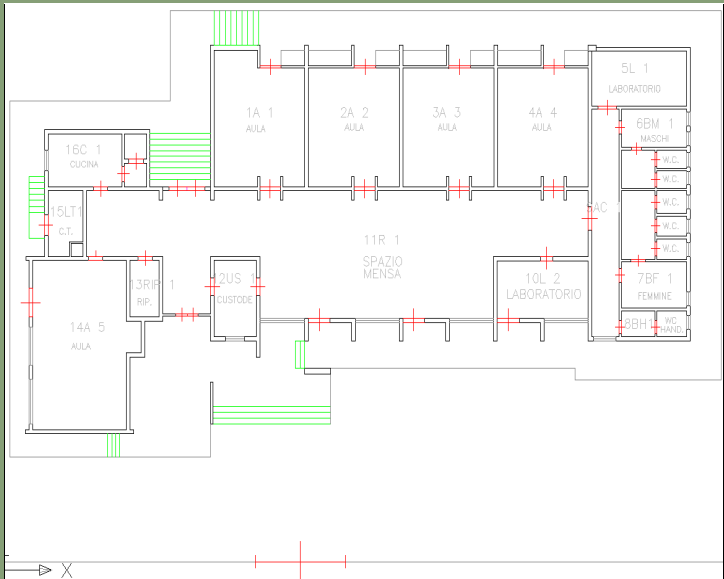 5L 1
LABORATORIO
1A 1
AULA
2A 2
AULA
3A 3
AULA
4A 4
AULA
6BM 1
MASCHI
16C 1
CUCINA
W.C.
W.C.
W.C.
W.C.
W.C.
15LT1
C.T.
11R 1
SPAZIO
MENSA
13RIP 1
RIP.
12US 1
CUSTODE
10L 2
LABORATORIO
7BF 1
FEMMINE
14A 5
AULA
8BH1
WC
HAND.
X